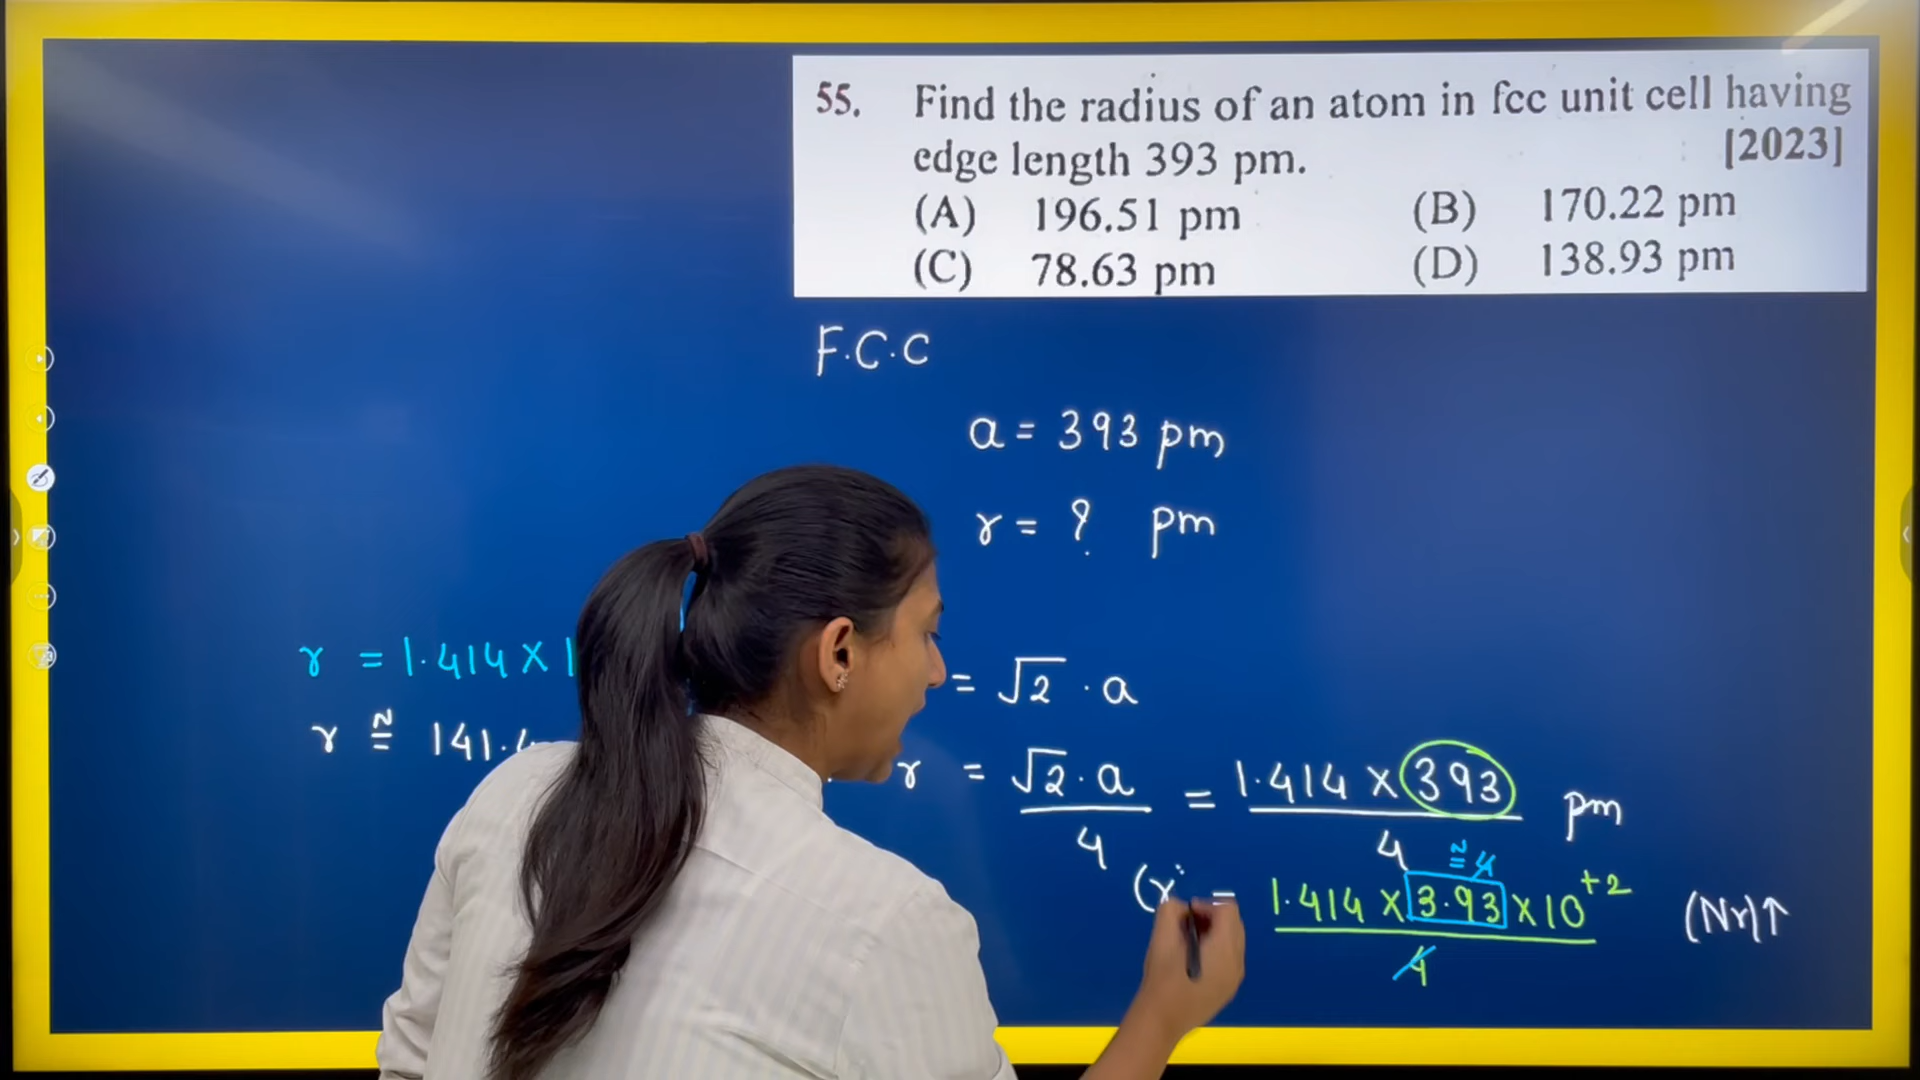 55. Find the radius of an atom in fcc unit cell having
edge length 393 pm. [2023]
(A) 196.51 pm (B) 170.22 pm
(C) 78.63 pm (D) 138.93 pm
F.C.C
a = 393 pm
r = ? pm
r = 1.414 × 1
r ≅ 141.4
= √2 · a
r = √2 · a / 4 = 1.414 × 393 / 4 pm
≅ 4
= 1.414 × 3.93 × 10⁺² / 4 (Nr)↑